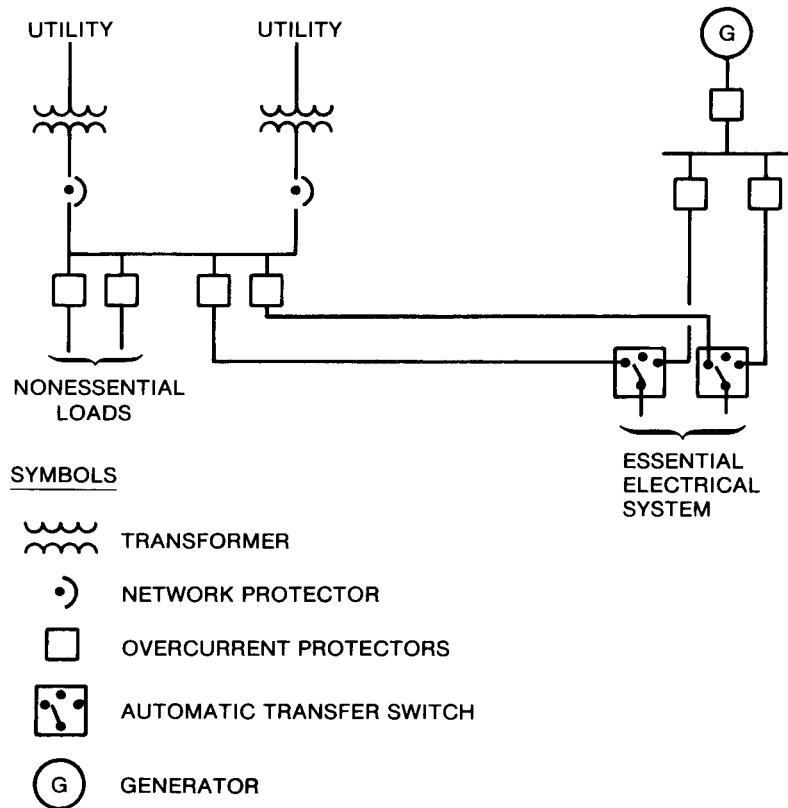 UTILITY
UTILITY
G
NONESSENTIAL
LOADS
ESSENTIAL
ELECTRICAL
SYSTEM
SYMBOLS
TRANSFORMER
NETWORK PROTECTOR
OVERCURRENT PROTECTORS
AUTOMATIC TRANSFER SWITCH
G GENERATOR